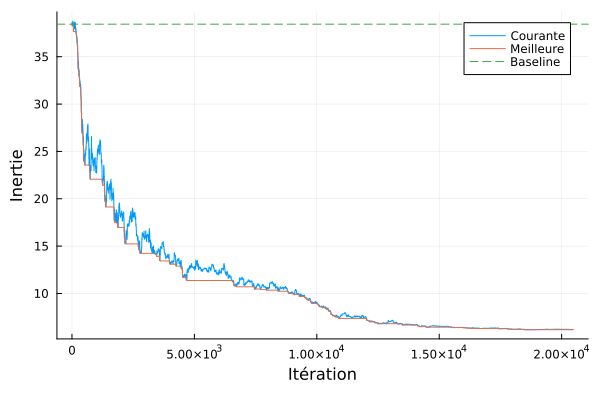 Courante
Meilleure
Baseline
Inertie
35
30
25
20
15
10
0
5.00×10³
1.00×10⁴
1.50×10⁴
2.00×10⁴
Itération